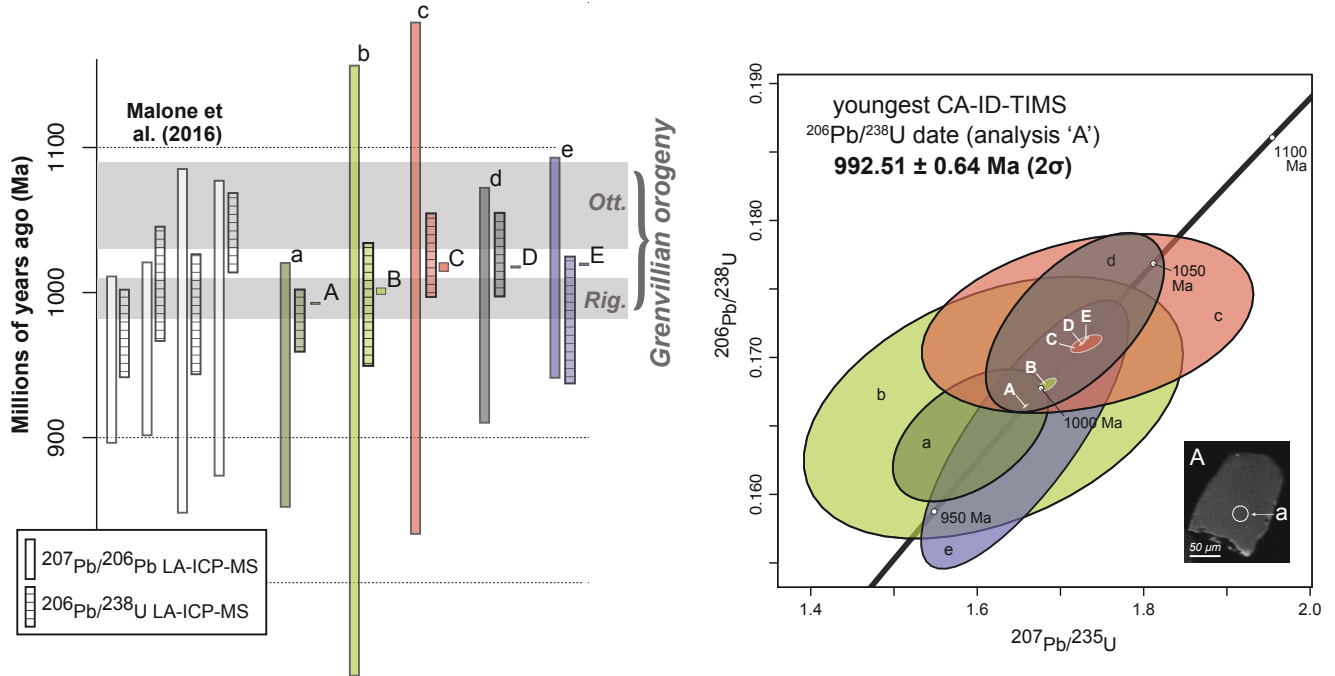 Millions of years ago (Ma)
1100
1000
900
Malone et
al. (2016)
a
A
b
B
c
C
d
D
e
E
Ott.
Rig.
Grenvillian orogeny
207Pb/206Pb LA-ICP-MS
206Pb/238U LA-ICP-MS
youngest CA-ID-TIMS
206Pb/238U date (analysis ‘A’)
992.51 ± 0.64 Ma (2σ)
206Pb/238U
0.190
0.180
0.170
0.160
1100
Ma
1050
Ma
1000 Ma
950 Ma
d
c
b
a
e
E
D
C
B
A
A
a
50 µm
1.4
1.6
1.8
2.0
207Pb/235U